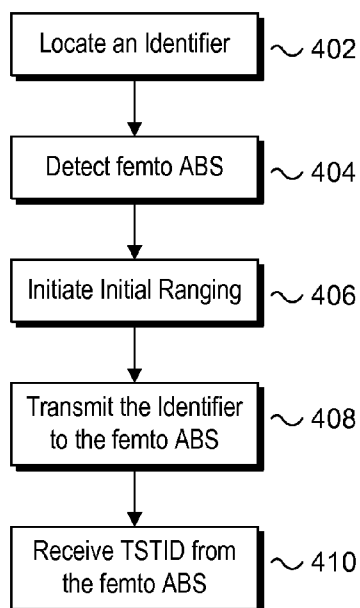 Locate an Identifier
402
Detect femto ABS
404
Initiate Initial Ranging
406
Transmit the Identifier
to the femto ABS
408
Receive TSTID from
the femto ABS
410